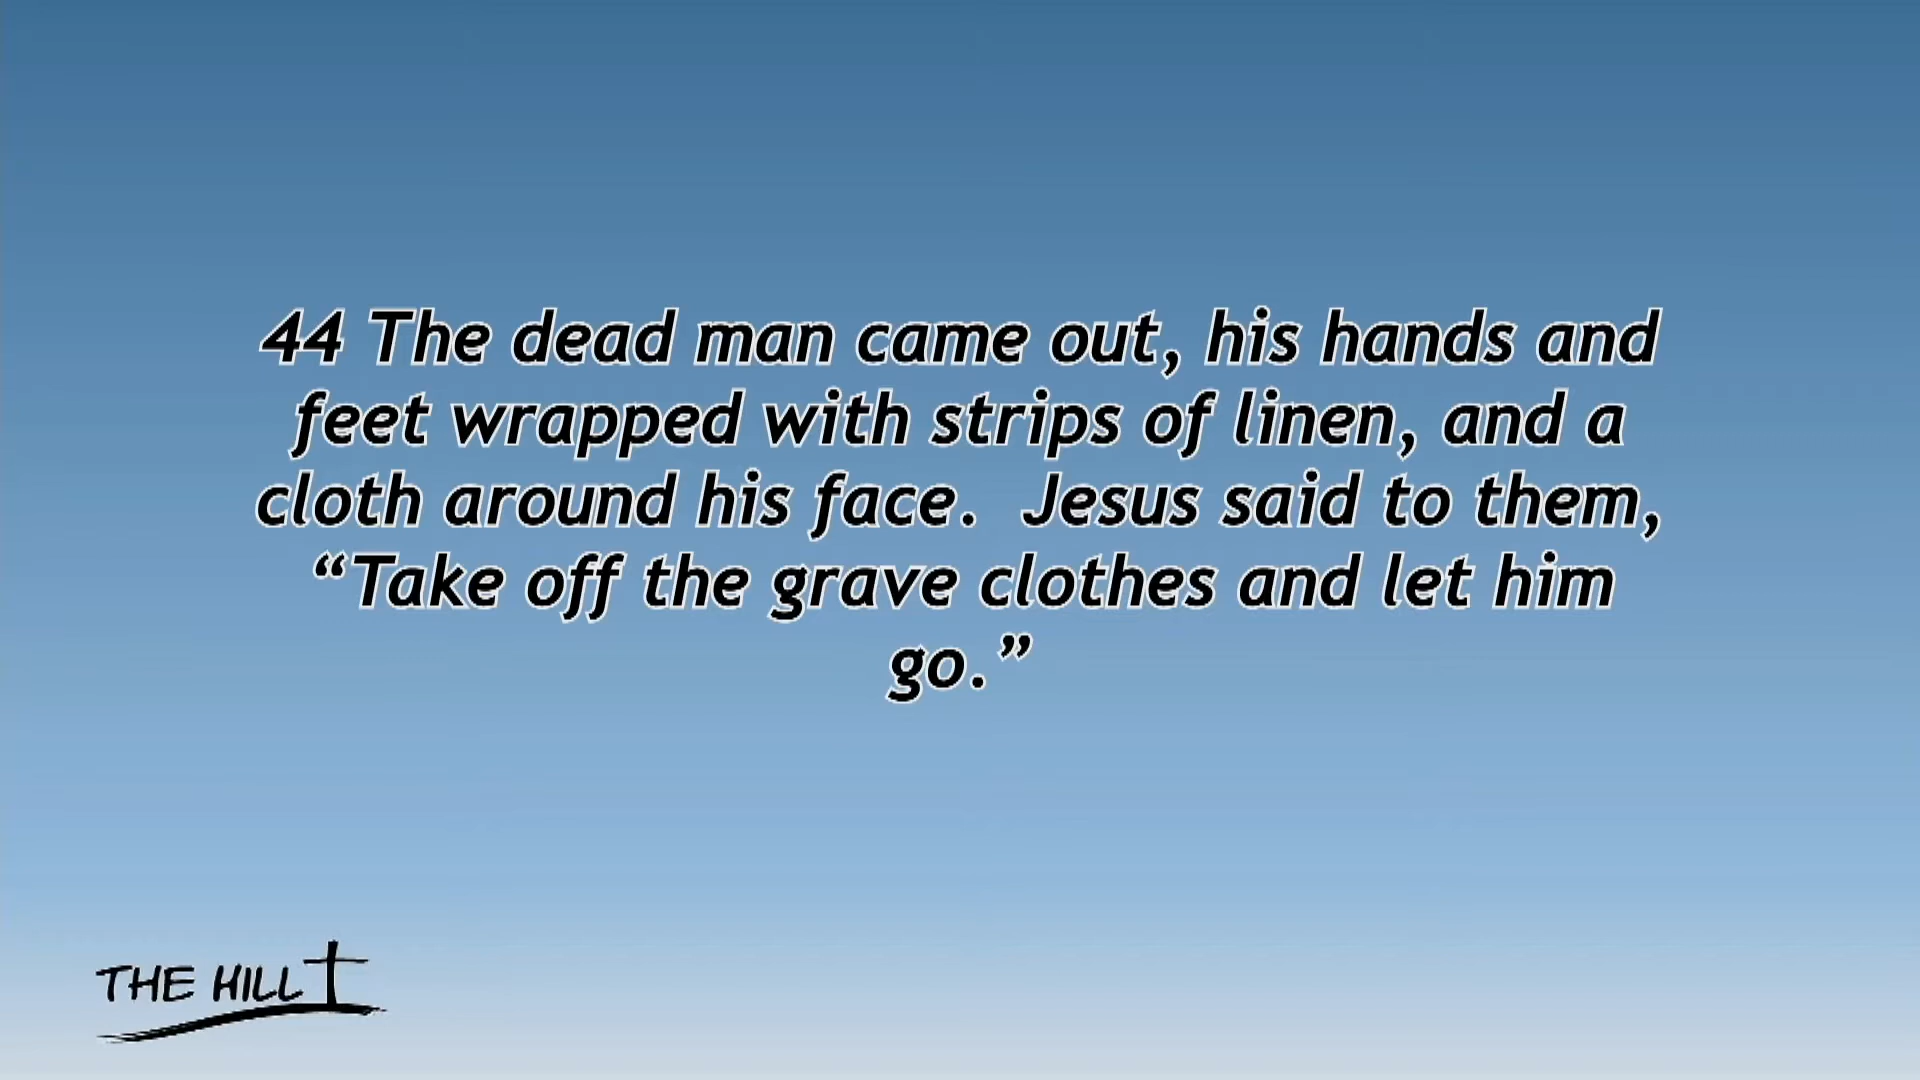 44 The dead man came out, his hands and
feet wrapped with strips of linen, and a
cloth around his face.  Jesus said to them,
“Take off the grave clothes and let him
go.”
THE HILL